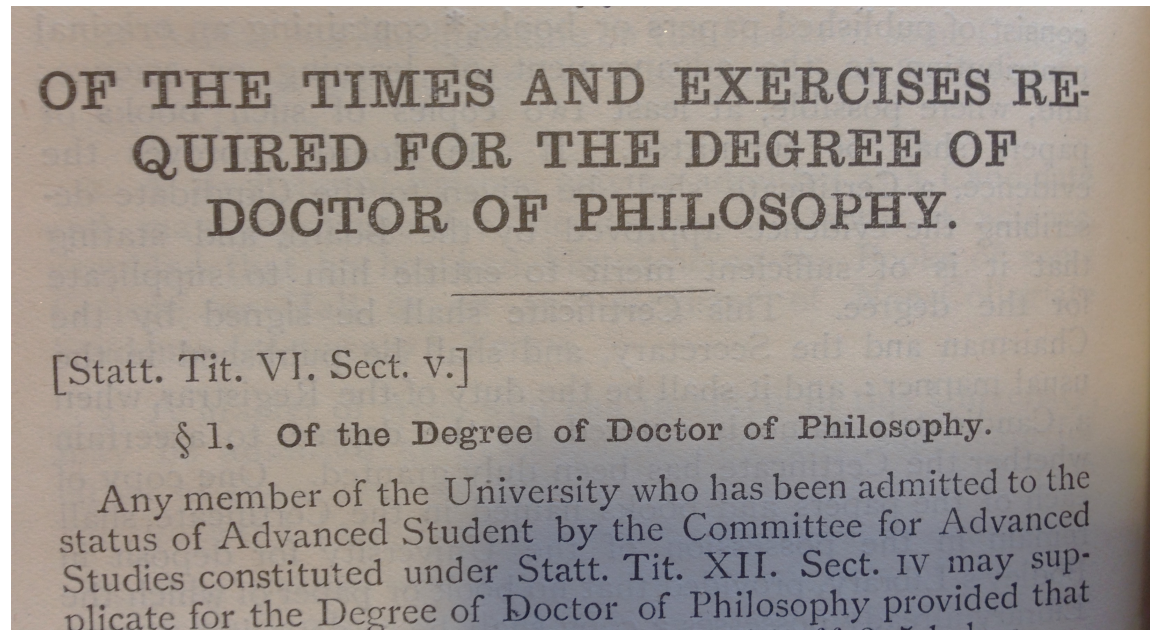 OF THE TIMES AND EXERCISES RE-
QUIRED FOR THE DEGREE OF
DOCTOR OF PHILOSOPHY.
[Statt. Tit. VI. Sect. V.]
§ 1. Of the Degree of Doctor of Philosophy.
Any member of the University who has been admitted to the
status of Advanced Student by the Committee for Advanced
Studies constituted under Statt. Tit. XII. Sect. IV may sup-
plicate for the Degree of Doctor of Philosophy provided that